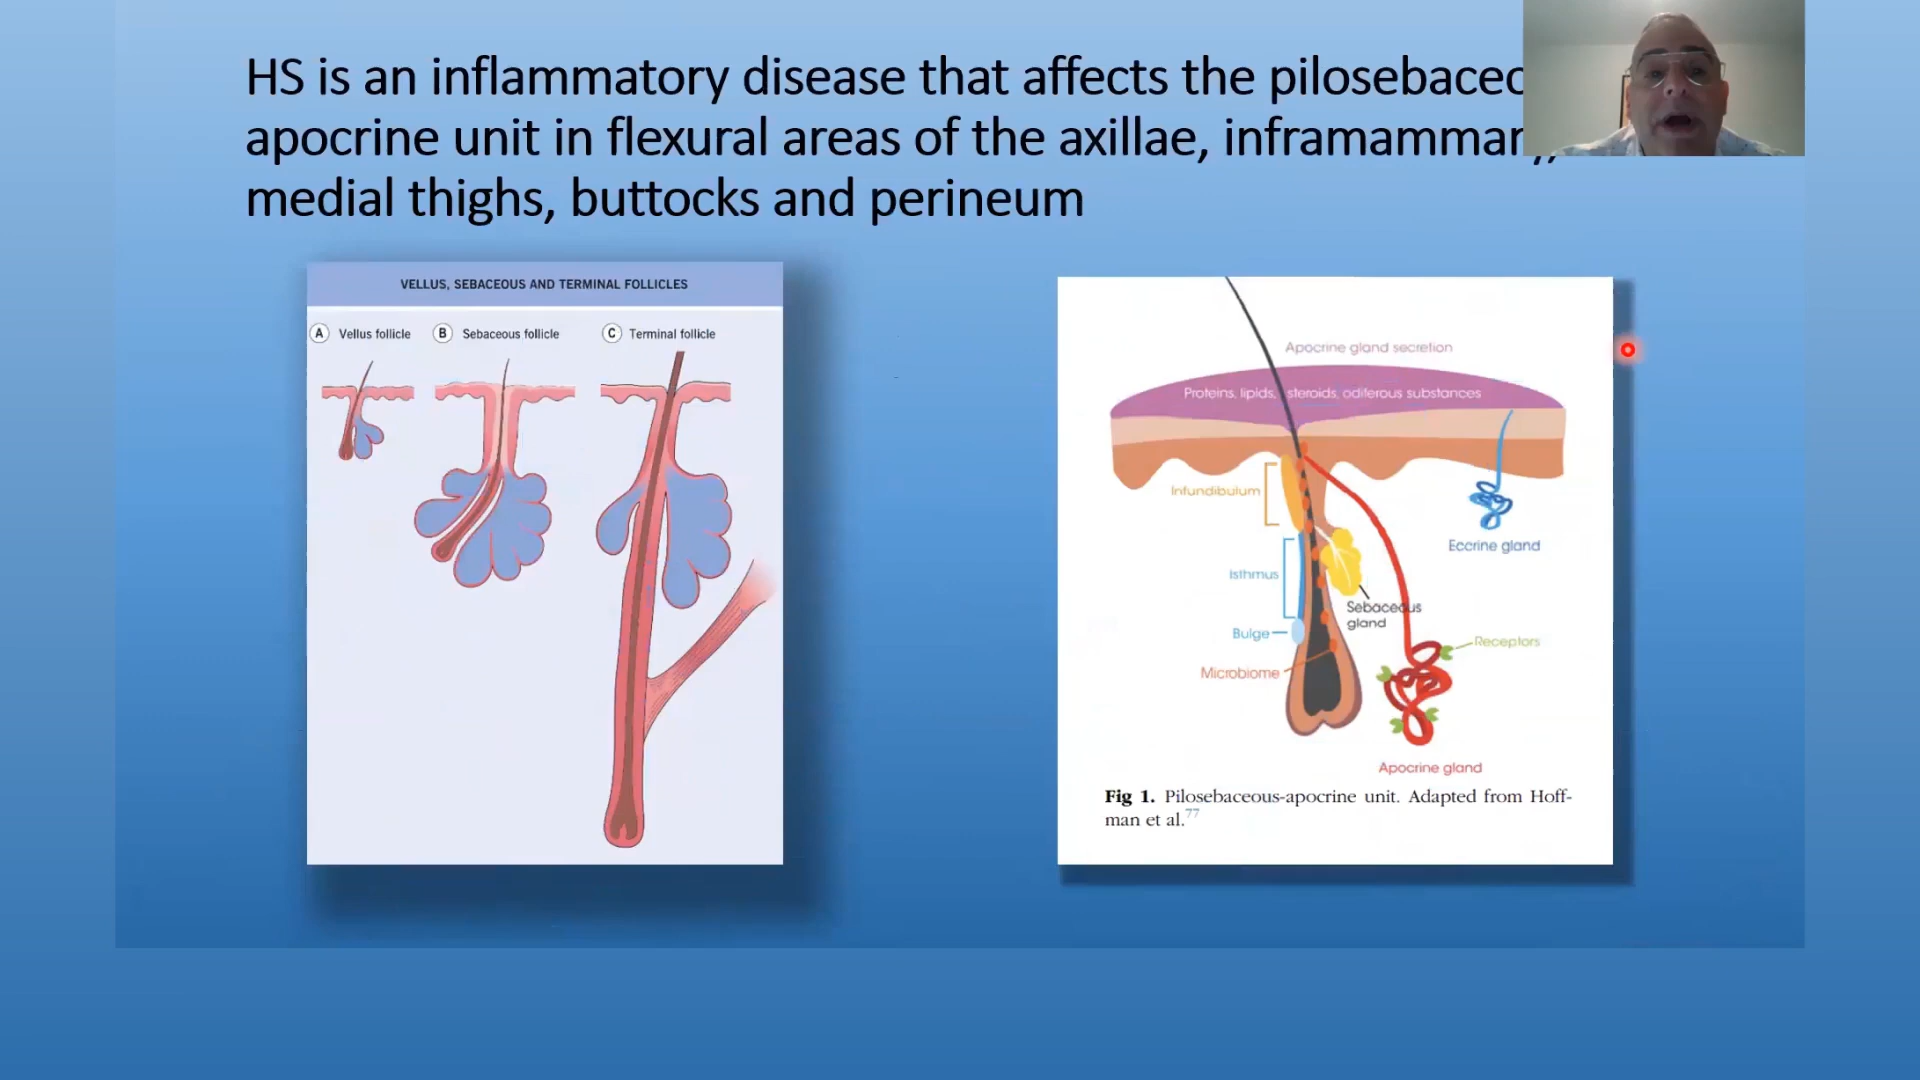 HS is an inflammatory disease that affects the
apocrine unit in flexural areas of the axillae, inframammary,
medial thighs, buttocks and perineum
VELLUS, SEBACEOUS AND TERMINAL FOLLICLES
A Vellus follicle B Sebaceous follicle C Terminal follicle
Apocrine gland secretion
Proteins, lipids, steroids, odiferous substances
Infundibulum
Eccrine gland
Isthmus
Sebaceous
gland
Bulge
Receptors
Microbiome
Apocrine gland
Fig 1. Pilosebaceous-apocrine unit. Adapted from Hoff-
man et al.77